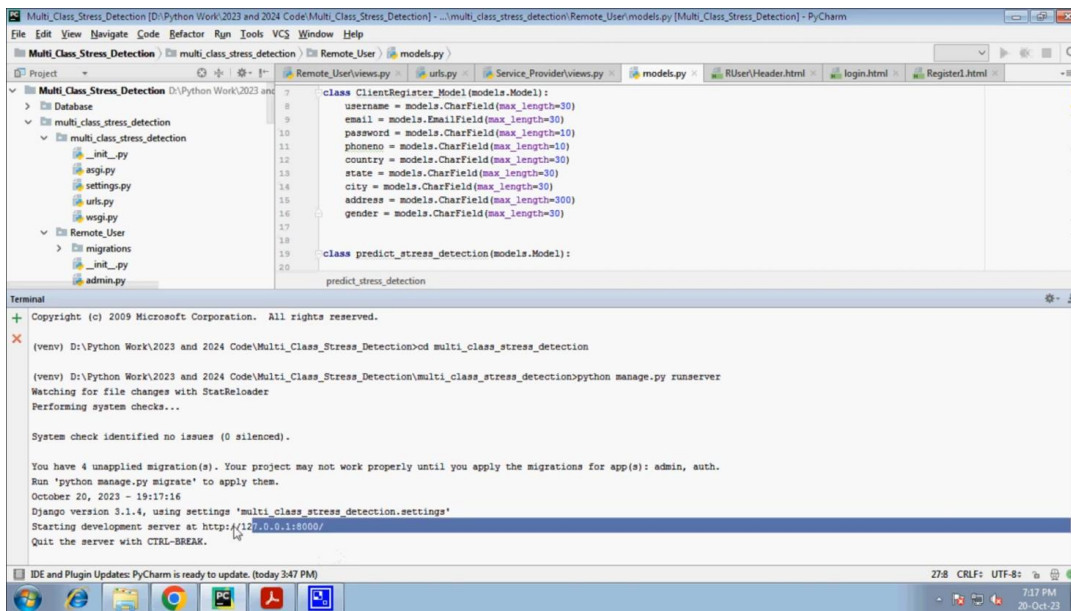 Multi_Class_Stress_Detection [D:\Python Work\2023 and 2024 Code\Multi_Class_Stress_Detection] - ...\multi_class_stress_detection\Remote_User\models.py [Multi_Class_Stress_Detection] - PyCharm
File Edit View Navigate Code Refactor Run Tools VCS Window Help
Multi_Class_Stress_Detection multi_class_stress_detection Remote_User models.py
Project Remote_User\views.py urls.py Service_Provider\views.py models.py RUser\Header.html login.html Register1.html
Multi_Class_Stress_Detection D:\Python Work\2023 and
Database
multi_class_stress_detection
multi_class_stress_detection
__init__.py
asgi.py
settings.py
urls.py
wsgi.py
Remote_User
migrations
__init__.py
admin.py
7 class ClientRegister_Model(models.Model):
8 username = models.CharField(max_length=30)
9 email = models.EmailField(max_length=30)
10 password = models.CharField(max_length=10)
11 phoneno = models.CharField(max_length=10)
12 country = models.CharField(max_length=30)
13 state = models.CharField(max_length=30)
14 city = models.CharField(max_length=30)
15 address = models.CharField(max_length=300)
16 gender = models.CharField(max_length=30)
17
18
19 class predict_stress_detection(models.Model):
20
predict_stress_detection
Terminal
Copyright (c) 2009 Microsoft Corporation. All rights reserved.
(venv) D:\Python Work\2023 and 2024 Code\Multi_Class_Stress_Detection>cd multi_class_stress_detection
(venv) D:\Python Work\2023 and 2024 Code\Multi_Class_Stress_Detection\multi_class_stress_detection>python manage.py runserver
Watching for file changes with StatReloader
Performing system checks...
System check identified no issues (0 silenced).
You have 4 unapplied migration(s). Your project may not work properly until you apply the migrations for app(s): admin, auth.
Run 'python manage.py migrate' to apply them.
October 20, 2023 - 19:17:16
Django version 3.1.4, using settings 'multi_class_stress_detection.settings'
Starting development server at http://127.0.0.1:8000/
Quit the server with CTRL-BREAK.
IDE and Plugin Updates: PyCharm is ready to update. (today 3:47 PM) 27:8 CRLF: UTF-8:
7:17 PM
20-Oct-23